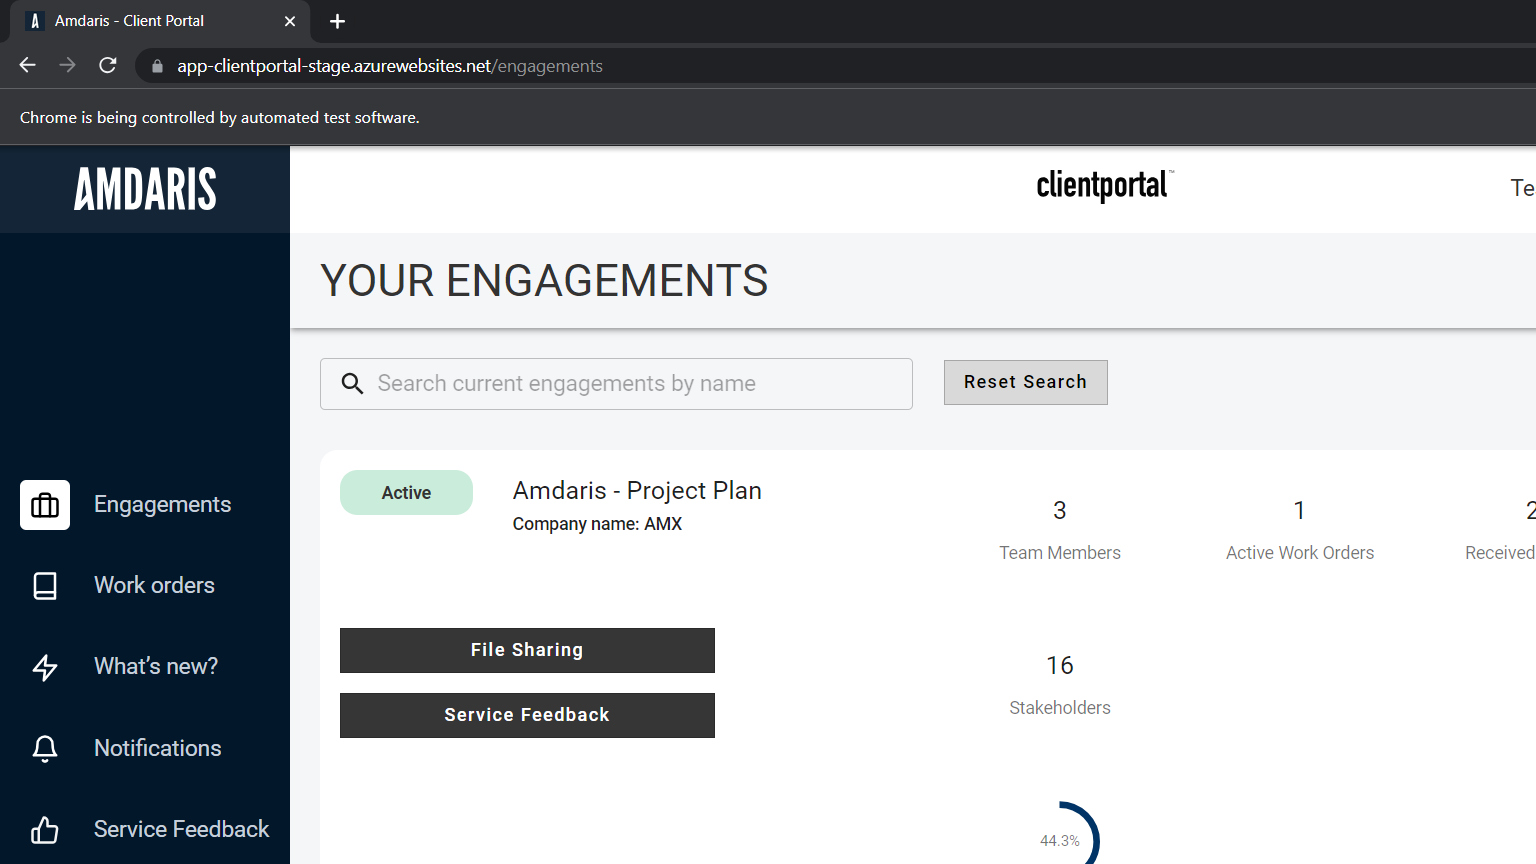 Amdaris - Client Portal
app-clientportal-stage.azurewebsites.net/engagements
Chrome is being controlled by automated test software.
AMDARIS
clientportal™
Te
YOUR ENGAGEMENTS
Search current engagements by name
Reset Search
Active
Amdaris - Project Plan
Company name: AMX
3
Team Members
1
Active Work Orders
2
Received
File Sharing
Service Feedback
16
Stakeholders
44.3%
Engagements
Work orders
What’s new?
Notifications
Service Feedback